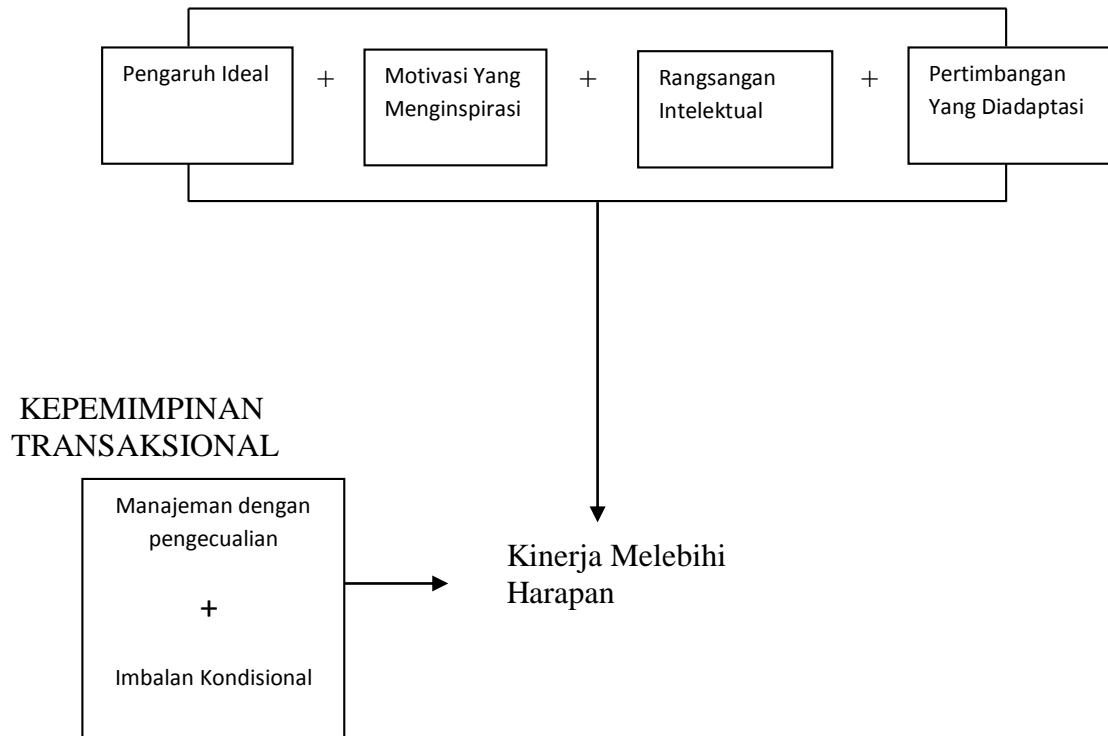 Pengaruh Ideal
+
Motivasi Yang
Menginspirasi
+
Rangsangan
Intelektual
+
Pertimbangan
Yang Diadaptasi
KEPEMIMPINAN
TRANSAKSIONAL
Manajeman dengan
pengecualian
+
Imbalan Kondisional
Kinerja Melebihi
Harapan